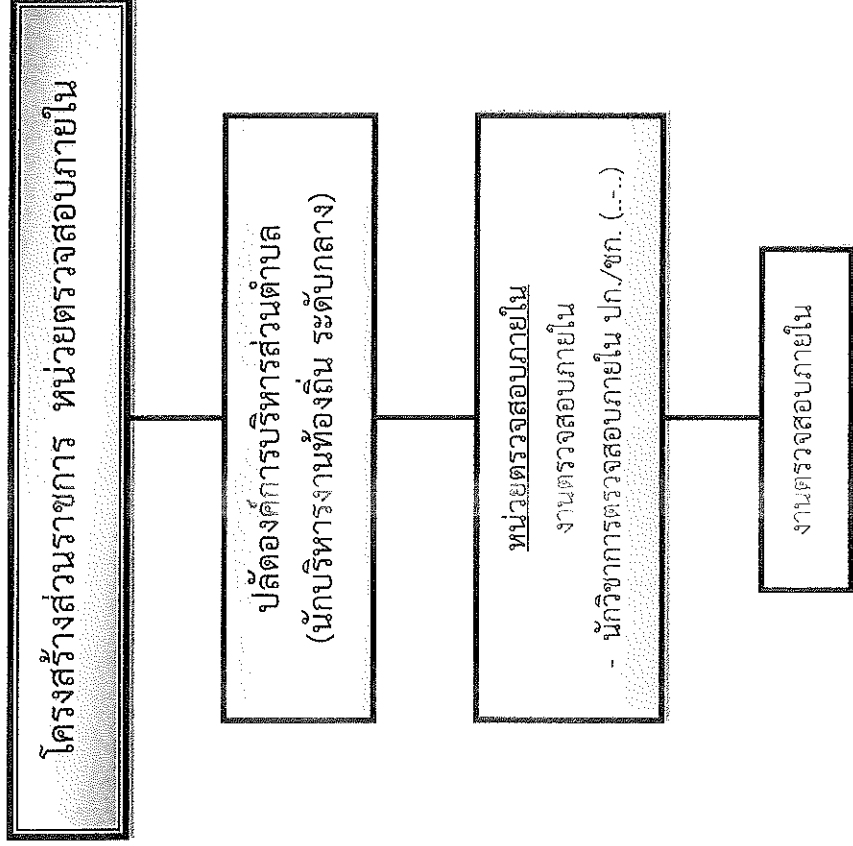 โครงสร้างส่วนราชการ หน่วยตรวจสอบภายใน
ปลัดองค์การบริหารส่วนตำบล
(นักบริหารงานท้องถิ่น ระดับกลาง)
หน่วยตรวจสอบภายใน
งานตรวจสอบภายใน
- นักวิชาการตรวจสอบภายใน ปก./ชก. (..-..)
งานตรวจสอบภายใน